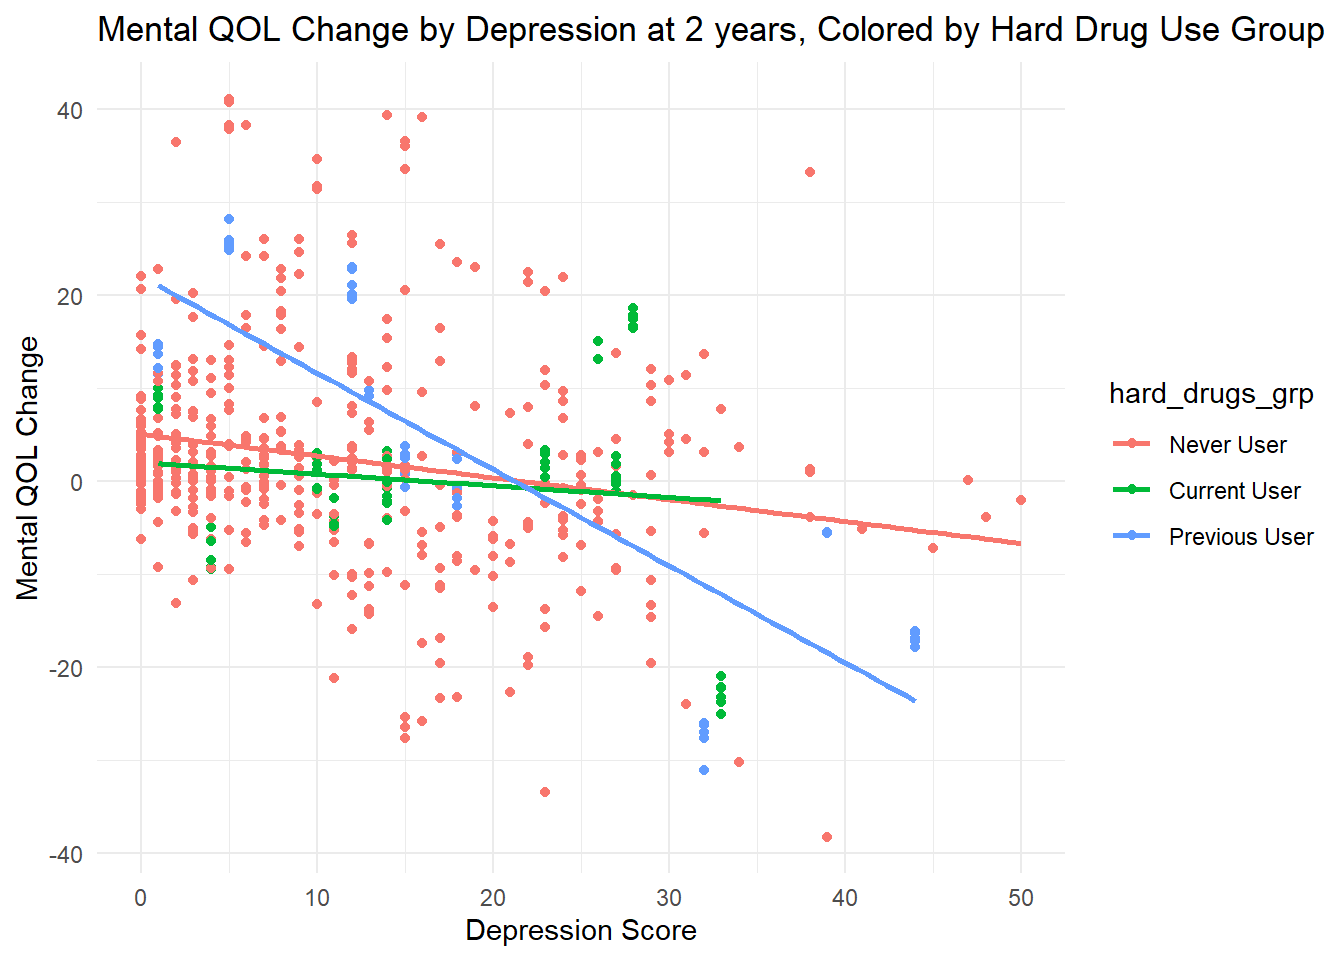 Mental QOL Change by Depression at 2 years, Colored by Hard Drug Use Group
Mental QOL Change
40
20
0
-20
-40
0 10 20 30 40 50
Depression Score
hard_drugs_grp
Never User
Current User
Previous User